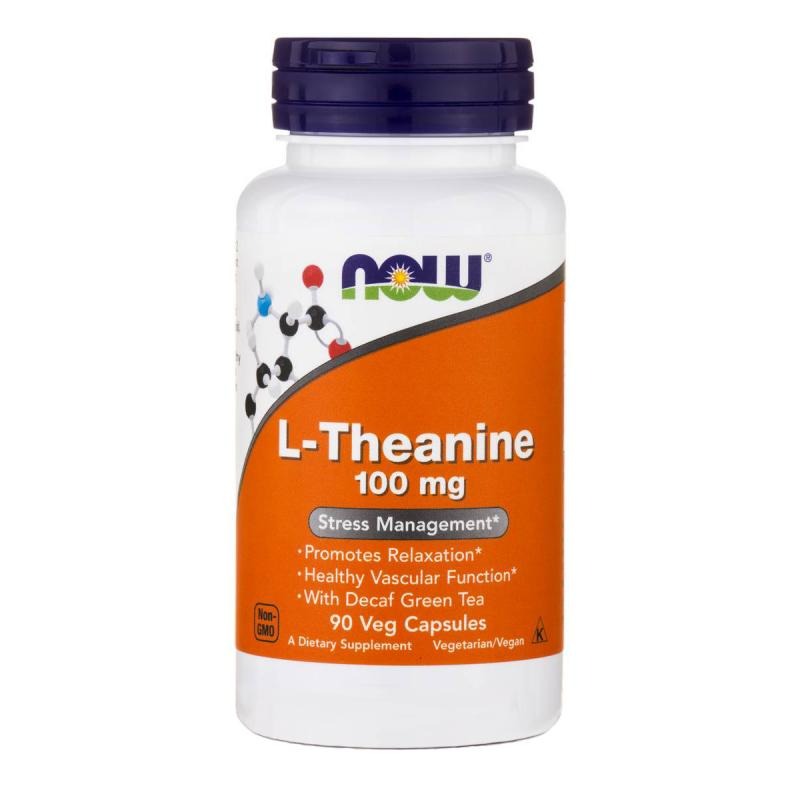 NOW®
L-Theanine
100 mg
Stress Management*
• Promotes Relaxation*
• Healthy Vascular Function*
• With Decaf Green Tea
90 Veg Capsules
Non-
GMO
A Dietary Supplement Vegetarian/Vegan K